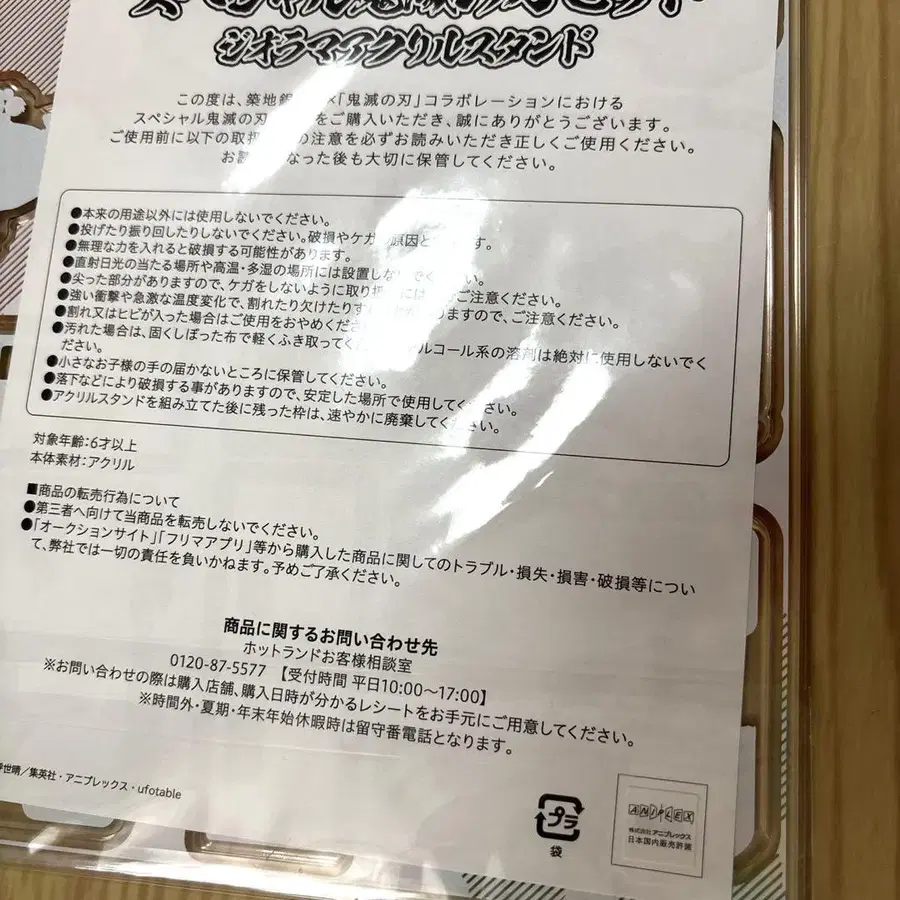 ジオラマアクリルスタンド
この度は、築地銀 ×「鬼滅の刃」コラボレーションにおける
スペシャル鬼滅の刃 をご購入いただき、誠にありがとうございます。
ご使用前に以下の取扱 の注意を必ずお読みいただき正しくご使用ください。
お読 なった後も大切に保管してください。
●本来の用途以外には使用しないでください。
●投げたり振り回したりしないでください。破損やケガ 原因と す。
●無理な力を入れると破損する可能性があります。
●直射日光の当たる場所や高温・多湿の場所には設置しない さい。
●尖った部分がありますので、ケガをしないように取り扱 には ご注意ください。
●強い衝撃や急激な温度変化で、割れたり欠けたりす りますので、ご注意ください。
●割れ又はヒビが入った場合はご使用をおやめくださ
●汚れた場合は、固くしぼった布で軽くふき取ってく ルコール系の溶剤は絶対に使用しないでく
ださい。
●小さなお子様の手の届かないところに保管してください。
●落下などにより破損する事がありますので、安定した場所で使用してください。
●アクリルスタンドを組み立てた後に残った枠は、速やかに廃棄してください。
対象年齢:6才以上
本体素材:アクリル
■商品の転売行為について
●第三者へ向けて当商品を転売しないでください。
●「オークションサイト」「フリマアプリ」等から購入した商品に関してのトラブル・損失・損害・破損等につい
て、弊社では一切の責任を負いかねます。予めご了承ください。
商品に関するお問い合わせ先
ホットランドお客様相談室
0120-87-5577 【受付時間 平日10:00~17:00】
※お問い合わせの際は購入店舗、購入日時が分かるレシートをお手元にご用意してください。
※時間外・夏期・年末年始休暇時は留守番電話となります。
世晴／集英社・アニプレックス・ufotable
プラ
袋
ANIPLEX
株式会社アニプレックス
日本国内販売許諾